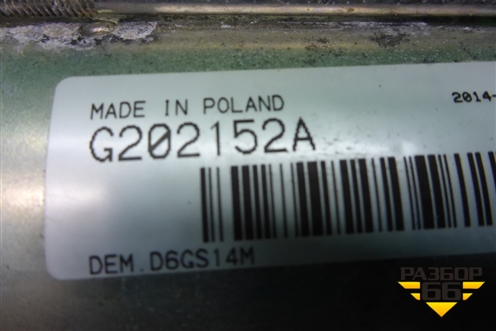 MADE IN POLAND
2014-
G202152A
DEM.D6GS14M
РАЗБОР
66